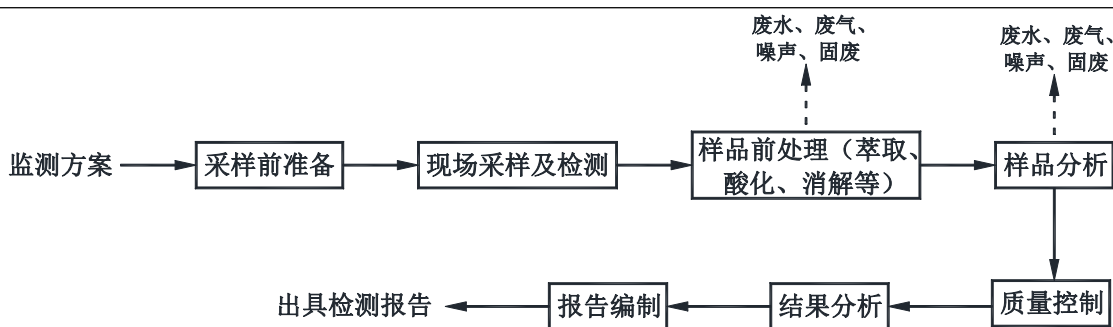 废水、废气、
噪声、固废
废水、废气、
噪声、固废
监测方案
采样前准备
现场采样及检测
样品前处理（萃取、
酸化、消解等）
样品分析
出具检测报告
报告编制
结果分析
质量控制